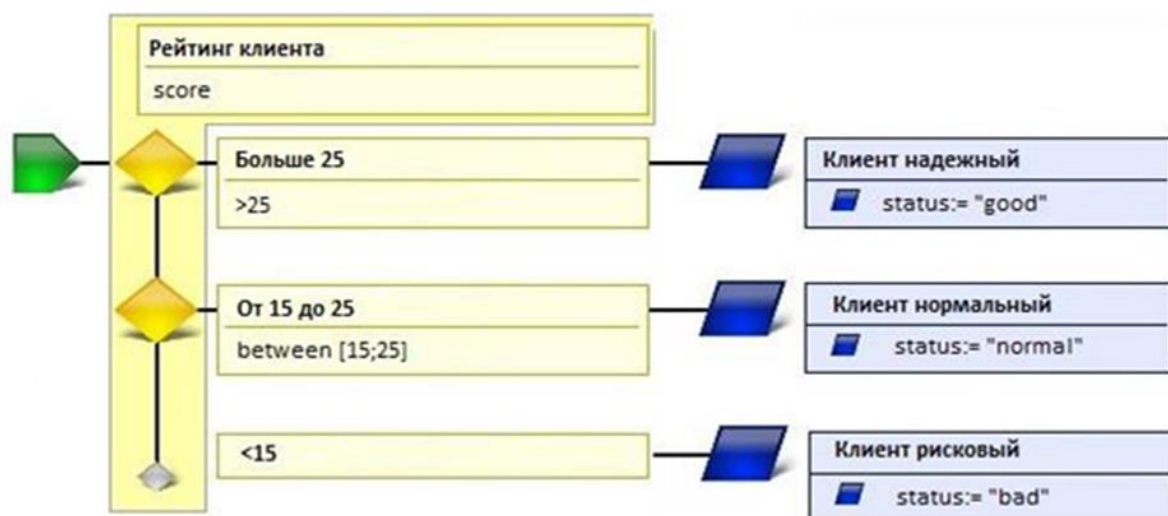 Рейтинг клиента
score
Больше 25
>25
Клиент надежный
status:= "good"
От 15 до 25
between [15;25]
Клиент нормальный
status:= "normal"
<15
Клиент рисковый
status:= "bad"